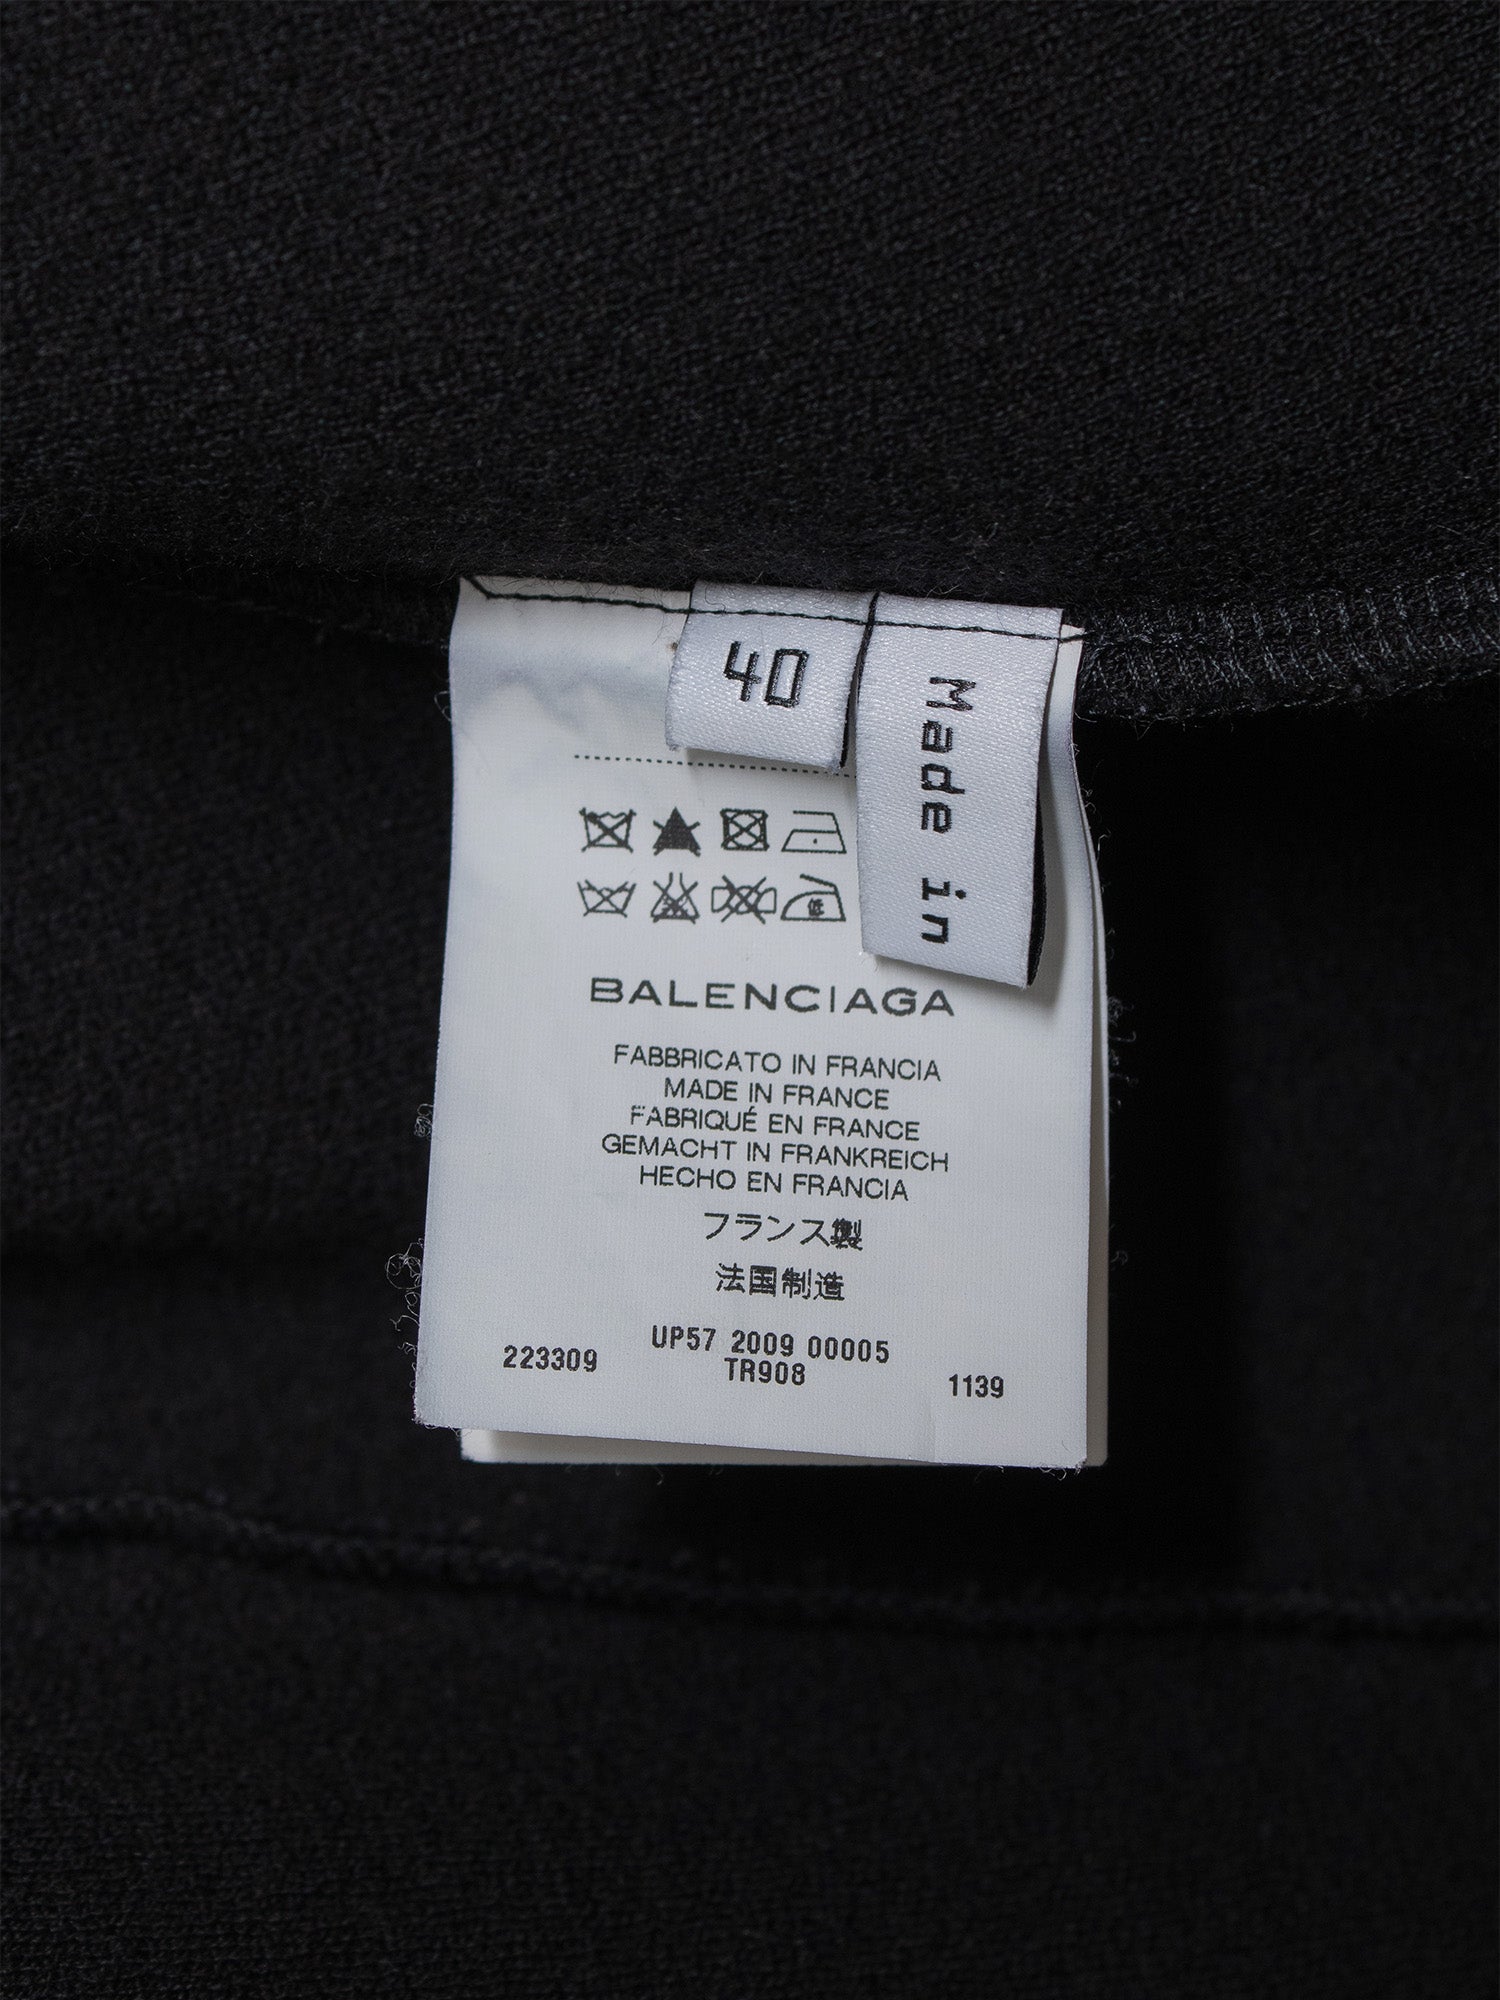 40
Made in
低
BALENCIAGA
FABBRICATO IN FRANCIA
MADE IN FRANCE
FABRIQUÉ EN FRANCE
GEMACHT IN FRANKREICH
HECHO EN FRANCIA
フランス製
法国制造
UP57 2009 00005
223309 TR908 1139